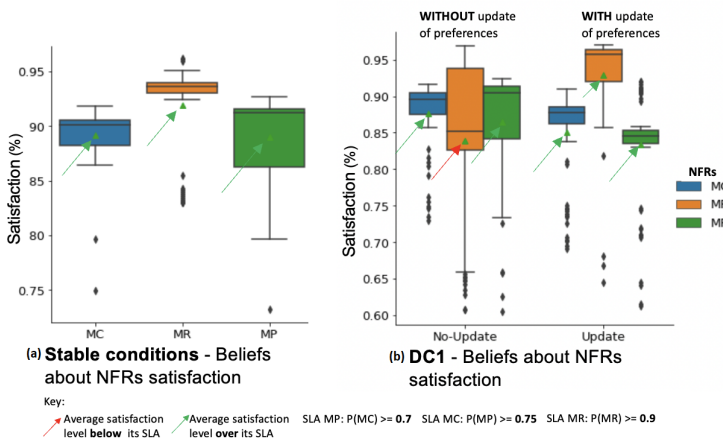 WITHOUT update
of preferences
WITH update
of preferences
Satisfaction (%)
0.95
90
85
80
0.75
MC
MR
MP
(a) Stable conditions - Beliefs
about NFRs satisfaction
Satisfaction (%)
0.95
0.90
0.85
0.80
0.75
0.70
0.65
0.60
No-Update
Update
NFRs
MC
(b) DC1 - Beliefs about NFRs
satisfaction
Key:
Average satisfaction
level below its SLA
Average satisfaction
level over its SLA
SLA MP: P(MC) >= 0.7 SLA MC: P(MP) >= 0.75 SLA MR: P(MR) >= 0.9